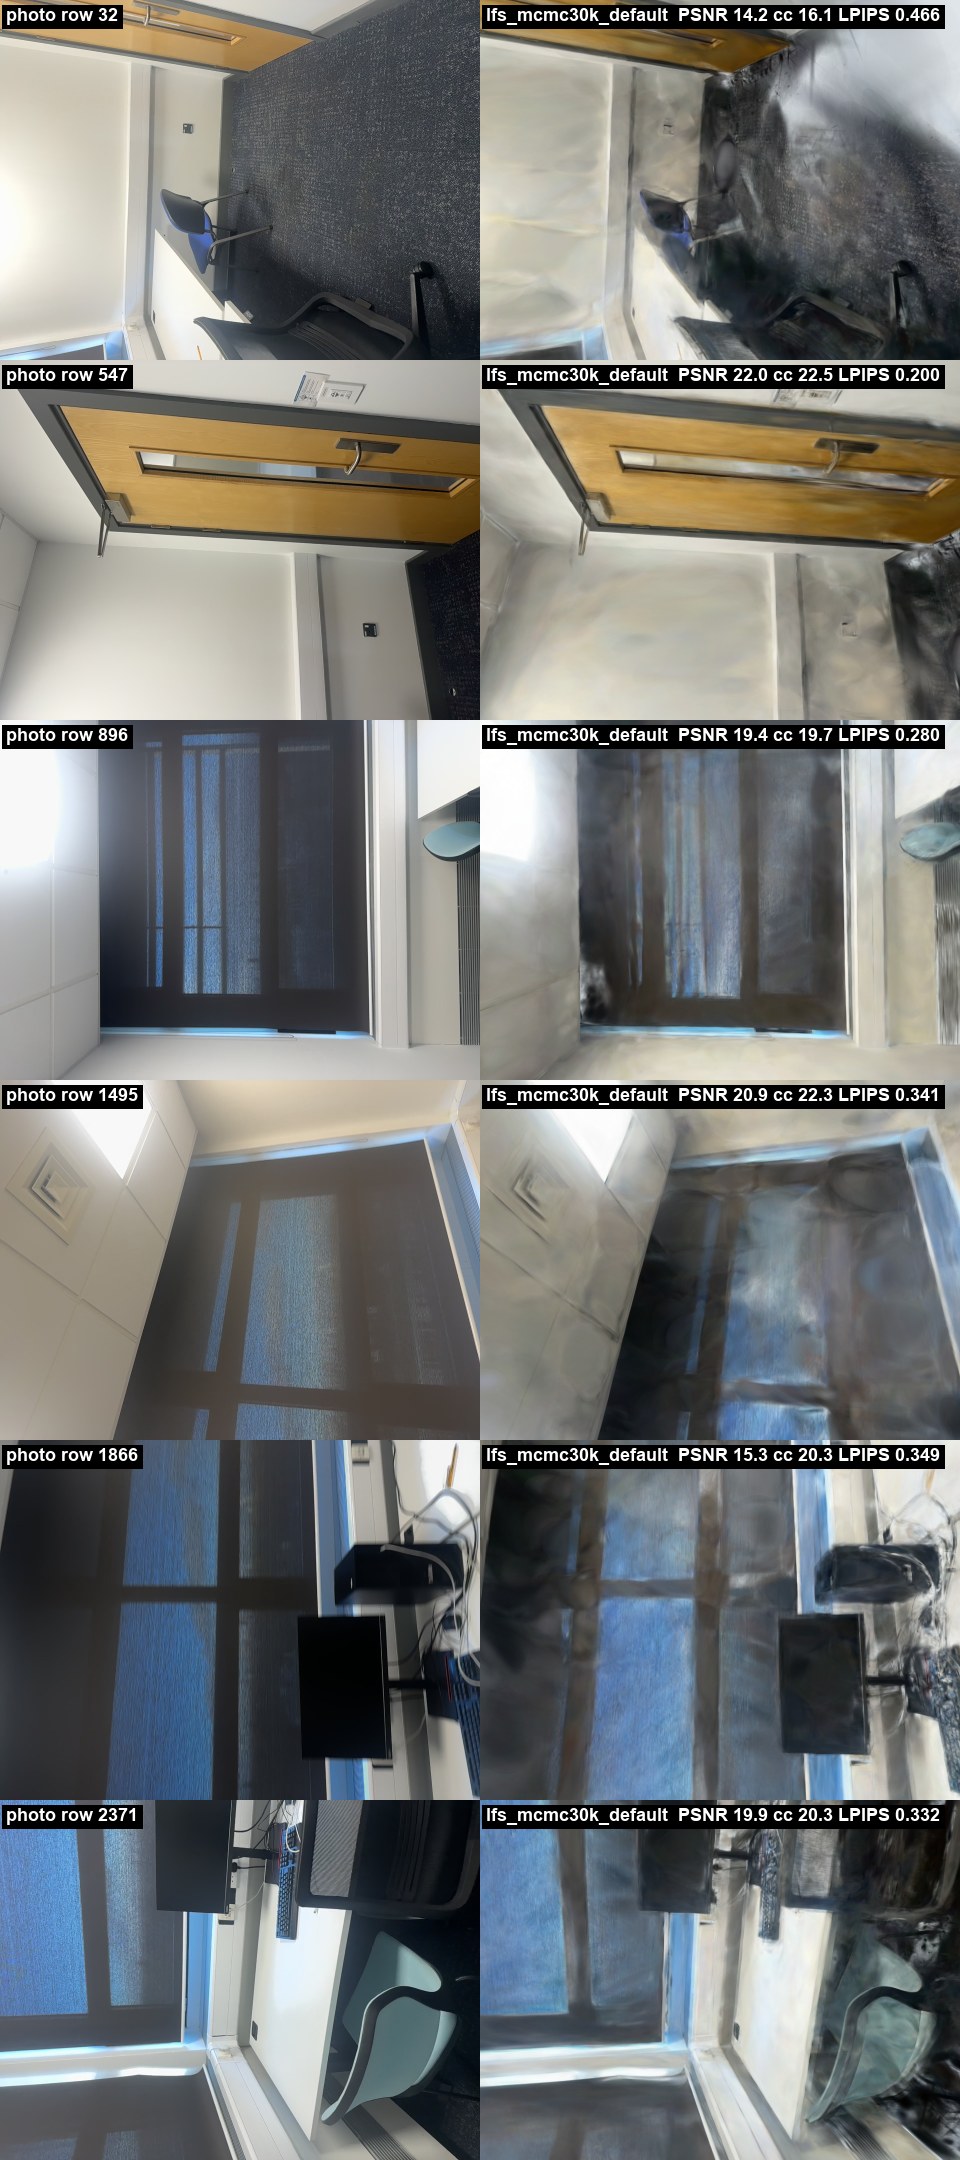 photo row 32
lfs_mcmc30k_default PSNR 14.2 cc 16.1 LPIPS 0.466
photo row 547
lfs_mcmc30k_default PSNR 22.0 cc 22.5 LPIPS 0.200
photo row 896
lfs_mcmc30k_default PSNR 19.4 cc 19.7 LPIPS 0.280
photo row 1495
lfs_mcmc30k_default PSNR 20.9 cc 22.3 LPIPS 0.341
photo row 1866
lfs_mcmc30k_default PSNR 15.3 cc 20.3 LPIPS 0.349
photo row 2371
lfs_mcmc30k_default PSNR 19.9 cc 20.3 LPIPS 0.332